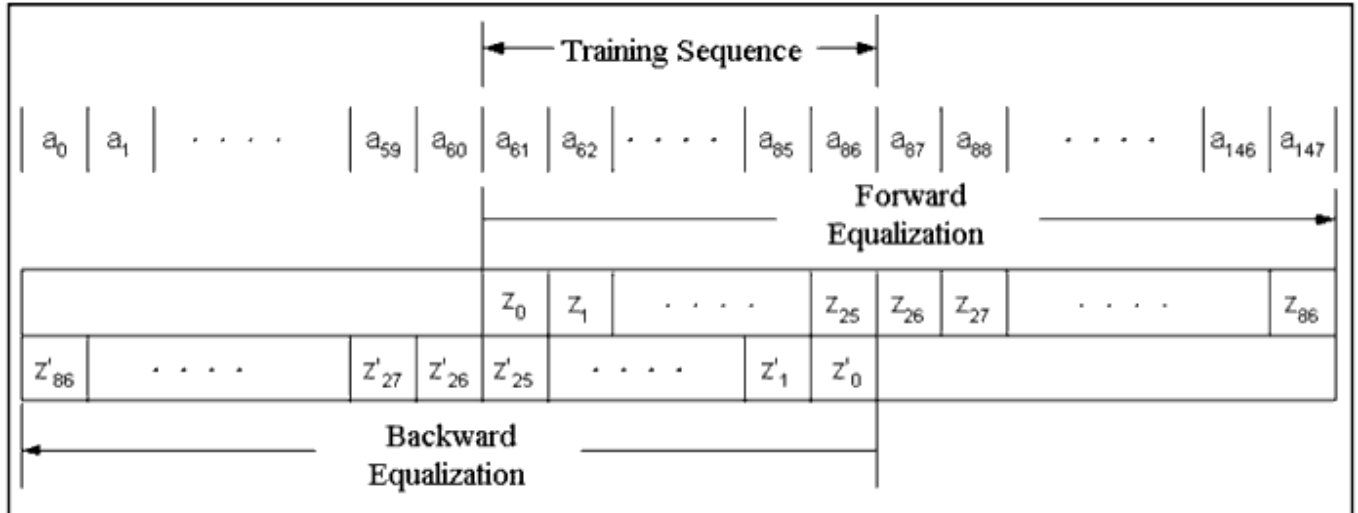 Training Sequence
a0 a1 . . . . a59 a60 a61 a62 . . . . a85 a86 a87 a88 . . . . a146 a147
Forward
Equalization
z0 z1 . . . . z25 z26 z27 . . . . z86
z'86 . . . . z'27 z'26 z'25 . . . . z'1 z'0
Backward
Equalization